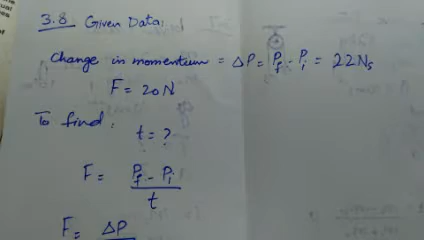 3.8 Given Data:
Change in momentum = ΔP = Pf - Pi = 22Ns
F = 20N
To find:
t = ?
F = Pf - Pi / t
F = ΔP